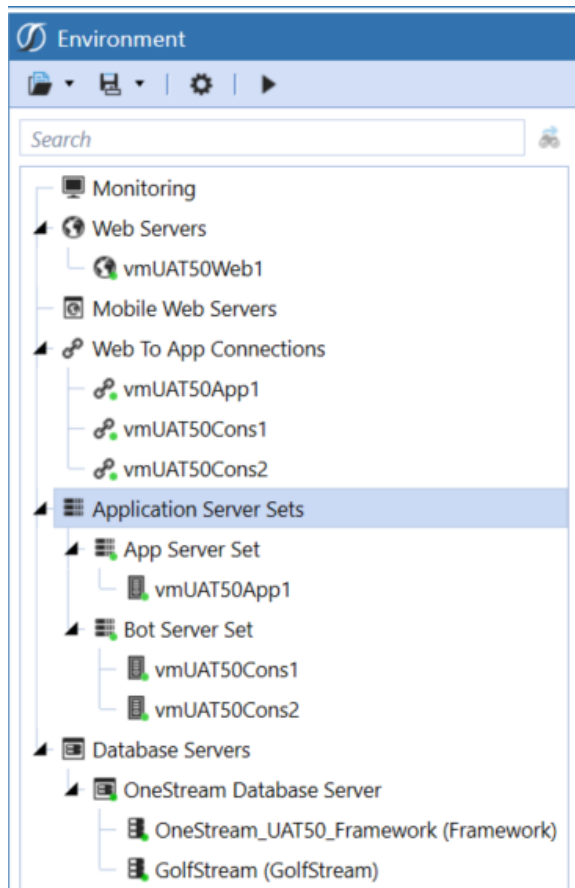 Environment
Search
Monitoring
Web Servers
vmUAT50Web1
Mobile Web Servers
Web To App Connections
vmUAT50App1
vmUAT50Cons1
vmUAT50Cons2
Application Server Sets
App Server Set
vmUAT50App1
Bot Server Set
vmUAT50Cons1
vmUAT50Cons2
Database Servers
OneStream Database Server
OneStream_UAT50_Framework (Framework)
GolfStream (GolfStream)